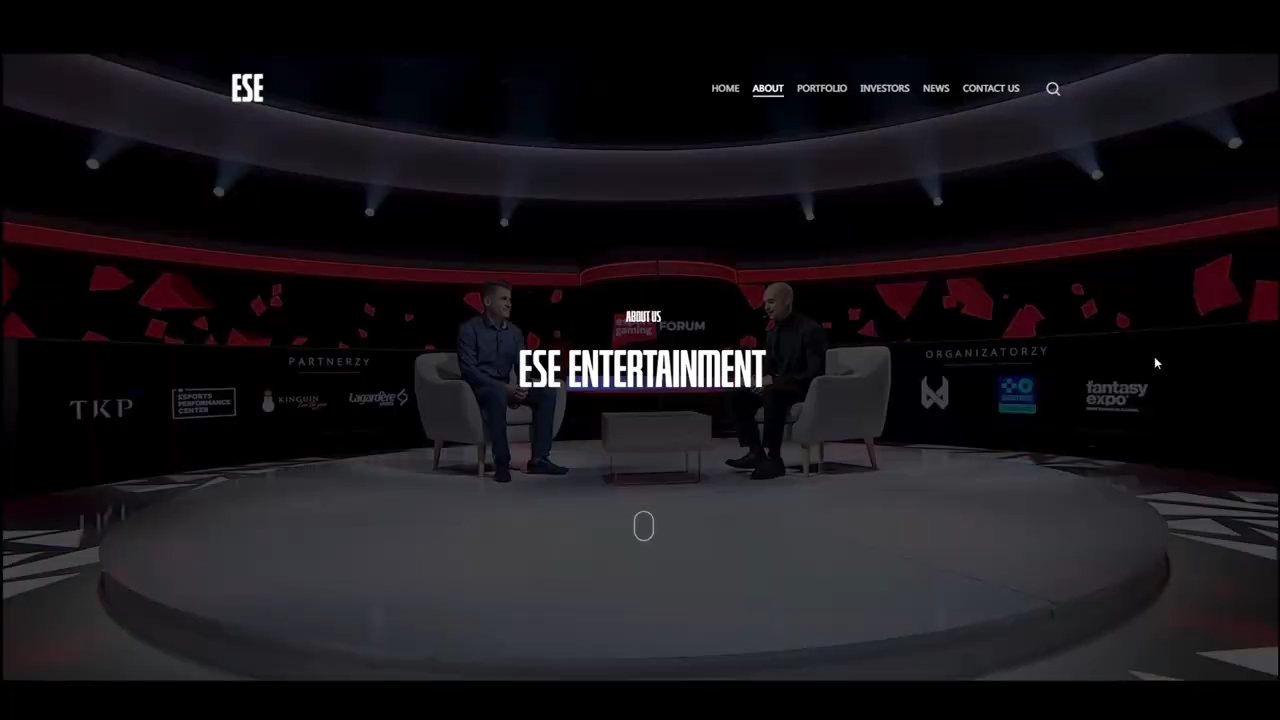 ESE
HOME ABOUT PORTFOLIO INVESTORS NEWS CONTACT US
ABOUT US
gaming FORUM
ESE ENTERTAINMENT
PARTNERZY
TKP
ESPORTS
PERFORMANCE
CENTER
KINGUIN
Lagardère
ORGANIZATORZY
fantasy
expo